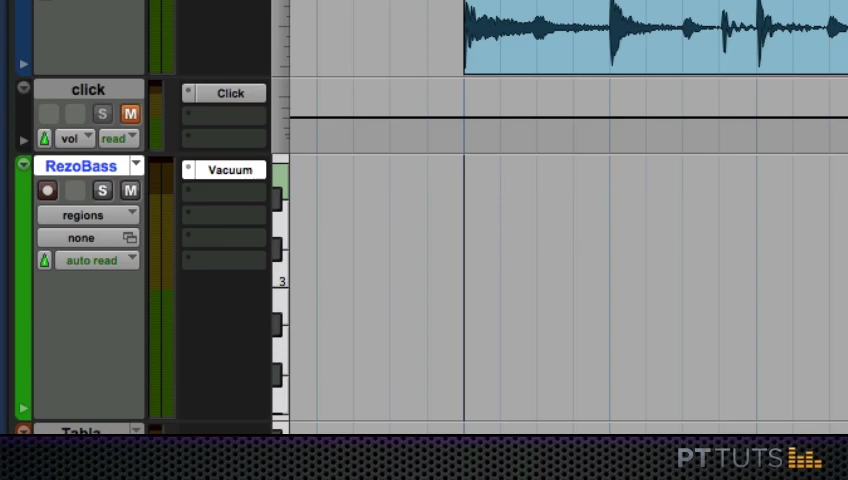 click
Click
S M
vol read
RezoBass
Vacuum
S M
regions
none
auto read
3
Tabla
PT TUTS